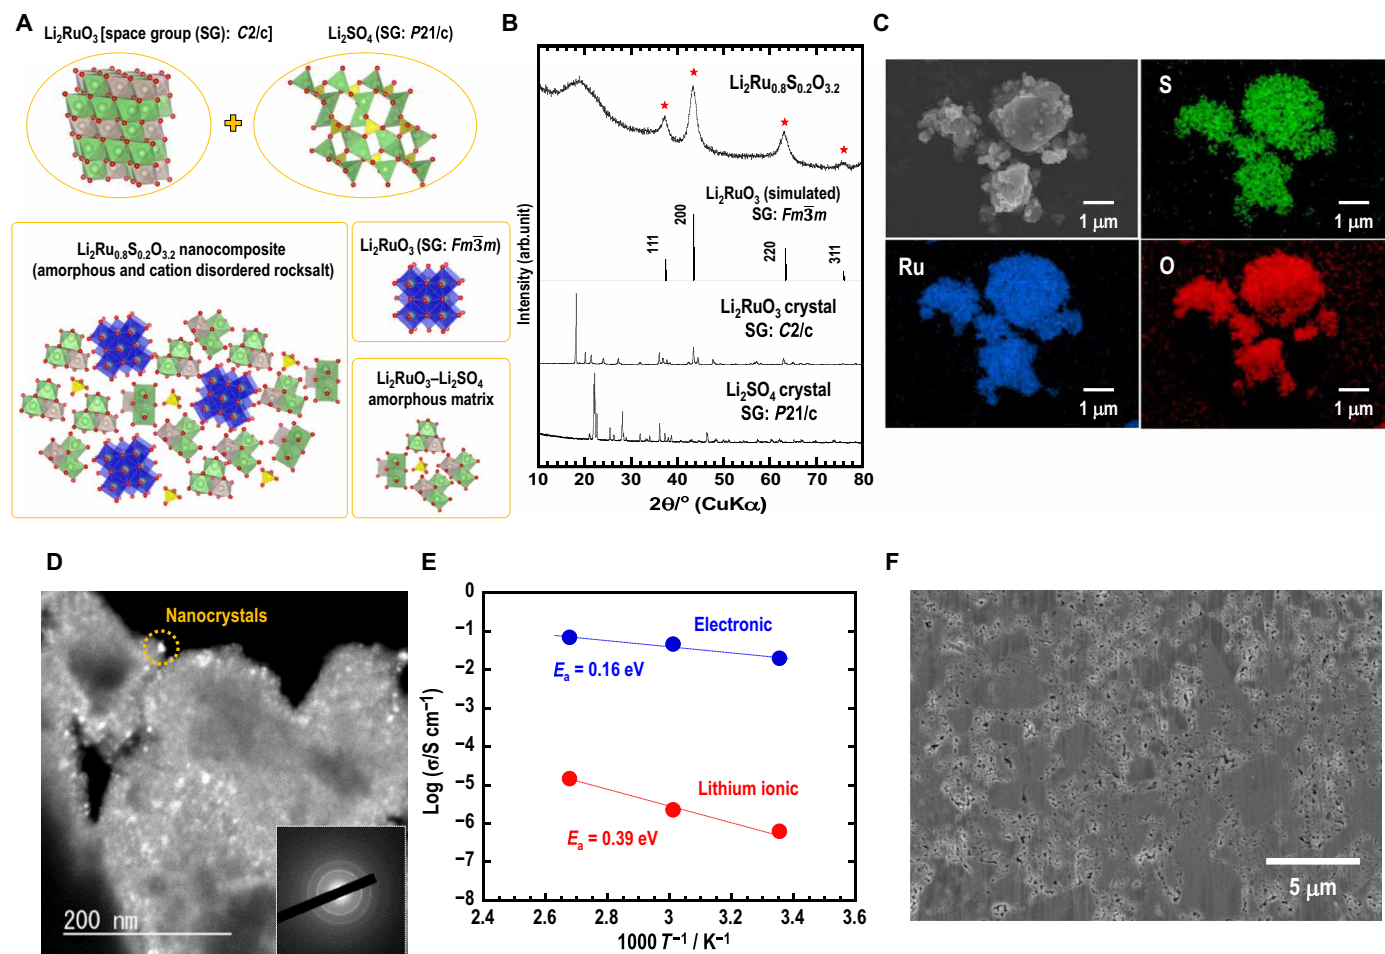 A
Li₂RuO₃ [space group (SG): C2/c]
Li₂SO₄ (SG: P21/c)
Li₂Ru₀.₈S₀.₂O₃.₂ nanocomposite
(amorphous and cation disordered rocksalt)
Li₂RuO₃ (SG: Fm3̅m)
Li₂RuO₃–Li₂SO₄
amorphous matrix
B
Intensity (arb.unit)
Li₂Ru₀.₈S₀.₂O₃.₂
Li₂RuO₃ (simulated)
SG: Fm3̅m
111
200
220
311
Li₂RuO₃ crystal
SG: C2/c
Li₂SO₄ crystal
SG: P21/c
10 20 30 40 50 60 70 80
2θ/° (CuKα)
C
1 μm
S
1 μm
Ru
1 μm
O
1 μm
D
Nanocrystals
200 nm
E
Log (σ/S cm⁻¹)
0
−1
−2
−3
−4
−5
−6
−7
−8
Electronic
Eₐ = 0.16 eV
Lithium ionic
Eₐ = 0.39 eV
2.4 2.6 2.8 3 3.2 3.4 3.6
1000 T⁻¹ / K⁻¹
F
5 μm